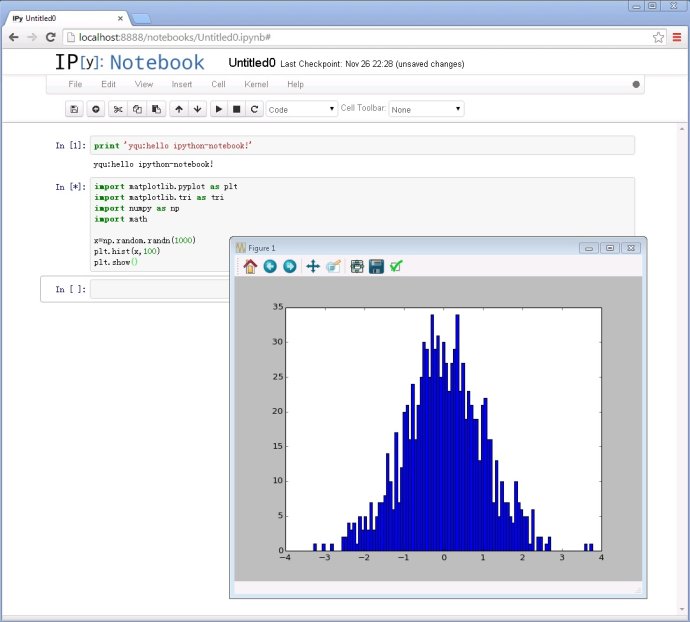 IPy Untitled0
localhost:8888/notebooks/Untitled0.ipynb#
IP[y]: Notebook Untitled0 Last Checkpoint: Nov 26 22:28 (unsaved changes)
File Edit View Insert Cell Kernel Help
Code Cell Toolbar: None
In [1]: print 'yqu:hello ipython-notebook!'
yqu:hello ipython-notebook!
In [*]: import matplotlib.pyplot as plt
import matplotlib.tri as tri
import numpy as np
import math
x=np.random.randn(1000)
plt.hist(x,100)
plt.show()
In [ ]:
Figure 1
35
30
25
20
15
10
5
0
−4 −3 −2 −1 0 1 2 3 4